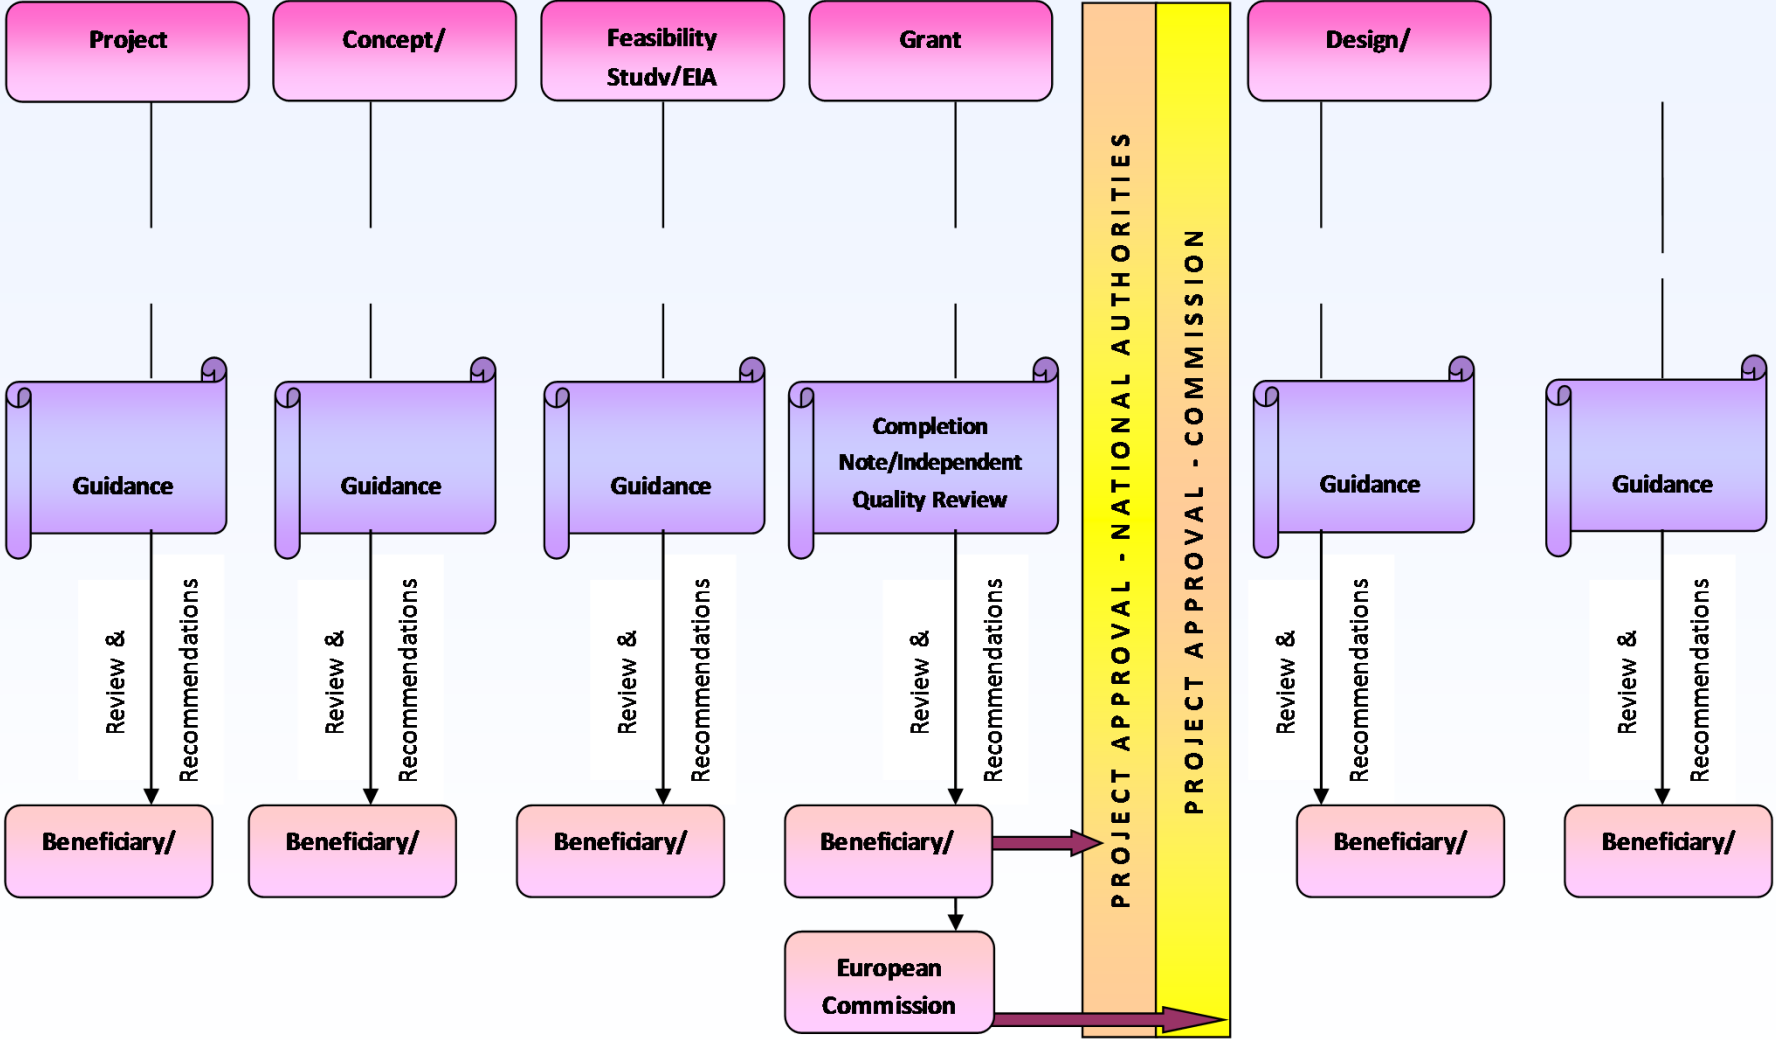 Project
Concept/
Feasibility
Study/EIA
Grant
Design/
PROJECT APPROVAL - NATIONAL AUTHORITIES
PROJECT APPROVAL - COMMISSION
Guidance
Guidance
Guidance
Completion
Note/Independent
Quality Review
Guidance
Guidance
Review &
Recommendations
Review &
Recommendations
Review &
Recommendations
Review &
Recommendations
Review &
Recommendations
Review &
Recommendations
Beneficiary/
Beneficiary/
Beneficiary/
Beneficiary/
Beneficiary/
Beneficiary/
European
Commission